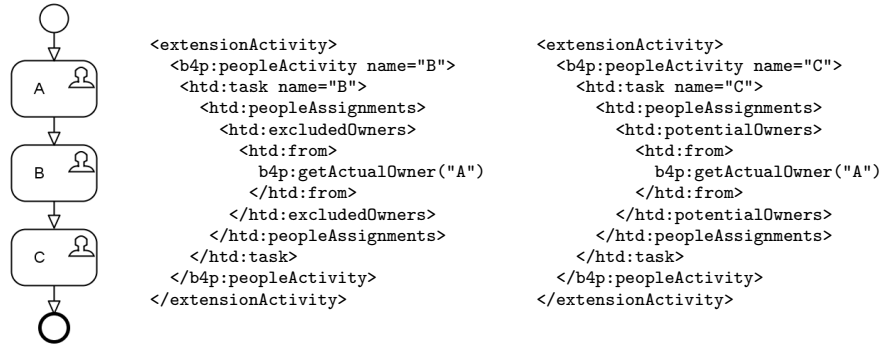 A
B
C
<extensionActivity>
<b4p:peopleActivity name="B">
<htd:task name="B">
<htd:peopleAssignments>
<htd:excludedOwners>
<htd:from>
b4p:getActualOwner("A")
</htd:from>
</htd:excludedOwners>
</htd:peopleAssignments>
</htd:task>
</b4p:peopleActivity>
</extensionActivity>
<extensionActivity>
<b4p:peopleActivity name="C">
<htd:task name="C">
<htd:peopleAssignments>
<htd:potentialOwners>
<htd:from>
b4p:getActualOwner("A")
</htd:from>
</htd:potentialOwners>
</htd:peopleAssignments>
</htd:task>
</b4p:peopleActivity>
</extensionActivity>